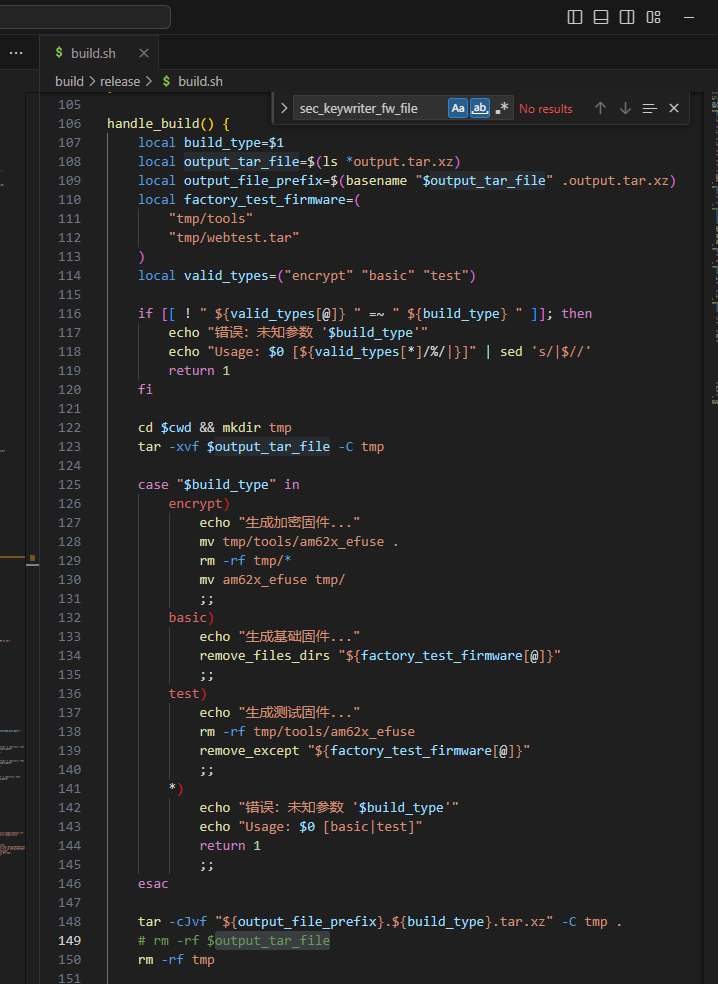 ··· $ build.sh ×
build > release > $ build.sh
> sec_keywriter_fw_file Aa ab .* No results ↑ ↓ ×
105
106 handle_build() {
107 local build_type=$1
108 local output_tar_file=$(ls *output.tar.xz)
109 local output_file_prefix=$(basename "$output_tar_file" .output.tar.xz)
110 local factory_test_firmware=(
111 "tmp/tools"
112 "tmp/webtest.tar"
113 )
114 local valid_types=("encrypt" "basic" "test")
115
116 if [[ ! " ${valid_types[@]} " =~ " ${build_type} " ]]; then
117 echo "错误: 未知参数 '$build_type'"
118 echo "Usage: $0 [${valid_types[*]/%/|}]" | sed 's/|$//'
119 return 1
120 fi
121
122 cd $cwd && mkdir tmp
123 tar -xvf $output_tar_file -C tmp
124
125 case "$build_type" in
126 encrypt)
127 echo "生成加密固件..."
128 mv tmp/tools/am62x_efuse .
129 rm -rf tmp/*
130 mv am62x_efuse tmp/
131 ;;
132 basic)
133 echo "生成基础固件..."
134 remove_files_dirs "${factory_test_firmware[@]}"
135 ;;
136 test)
137 echo "生成测试固件..."
138 rm -rf tmp/tools/am62x_efuse
139 remove_except "${factory_test_firmware[@]}"
140 ;;
141 *)
142 echo "错误: 未知参数 '$build_type'"
143 echo "Usage: $0 [basic|test]"
144 return 1
145 ;;
146 esac
147
148 tar -cJvf "${output_file_prefix}.${build_type}.tar.xz" -C tmp .
149 # rm -rf $output_tar_file
150 rm -rf tmp
151